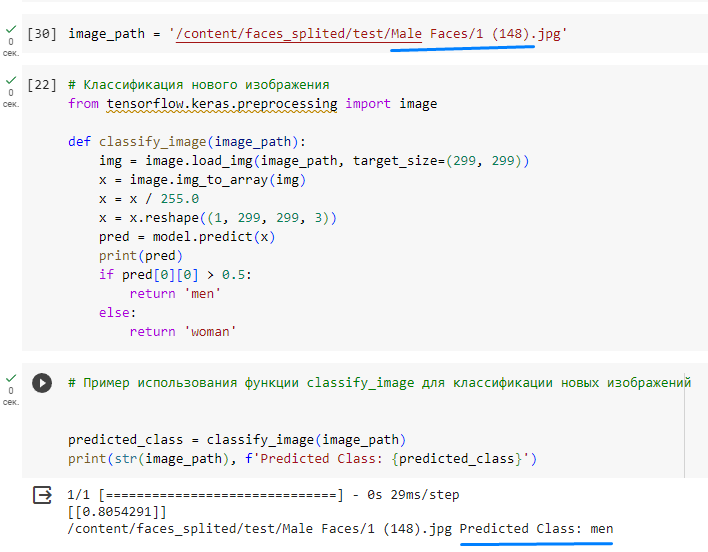 0
сек.
[30] image_path = '/content/faces_splited/test/Male Faces/1 (148).jpg'
0
сек.
[22] # Классификация нового изображения
from tensorflow.keras.preprocessing import image
def classify_image(image_path):
img = image.load_img(image_path, target_size=(299, 299))
x = image.img_to_array(img)
x = x / 255.0
x = x.reshape((1, 299, 299, 3))
pred = model.predict(x)
print(pred)
if pred[0][0] > 0.5:
return 'men'
else:
return 'woman'
0
сек.
# Пример использования функции classify_image для классификации новых изображений
predicted_class = classify_image(image_path)
print(str(image_path), f'Predicted Class: {predicted_class}')
1/1 [==============================] - 0s 29ms/step
[[0.8054291]]
/content/faces_splited/test/Male Faces/1 (148).jpg Predicted Class: men